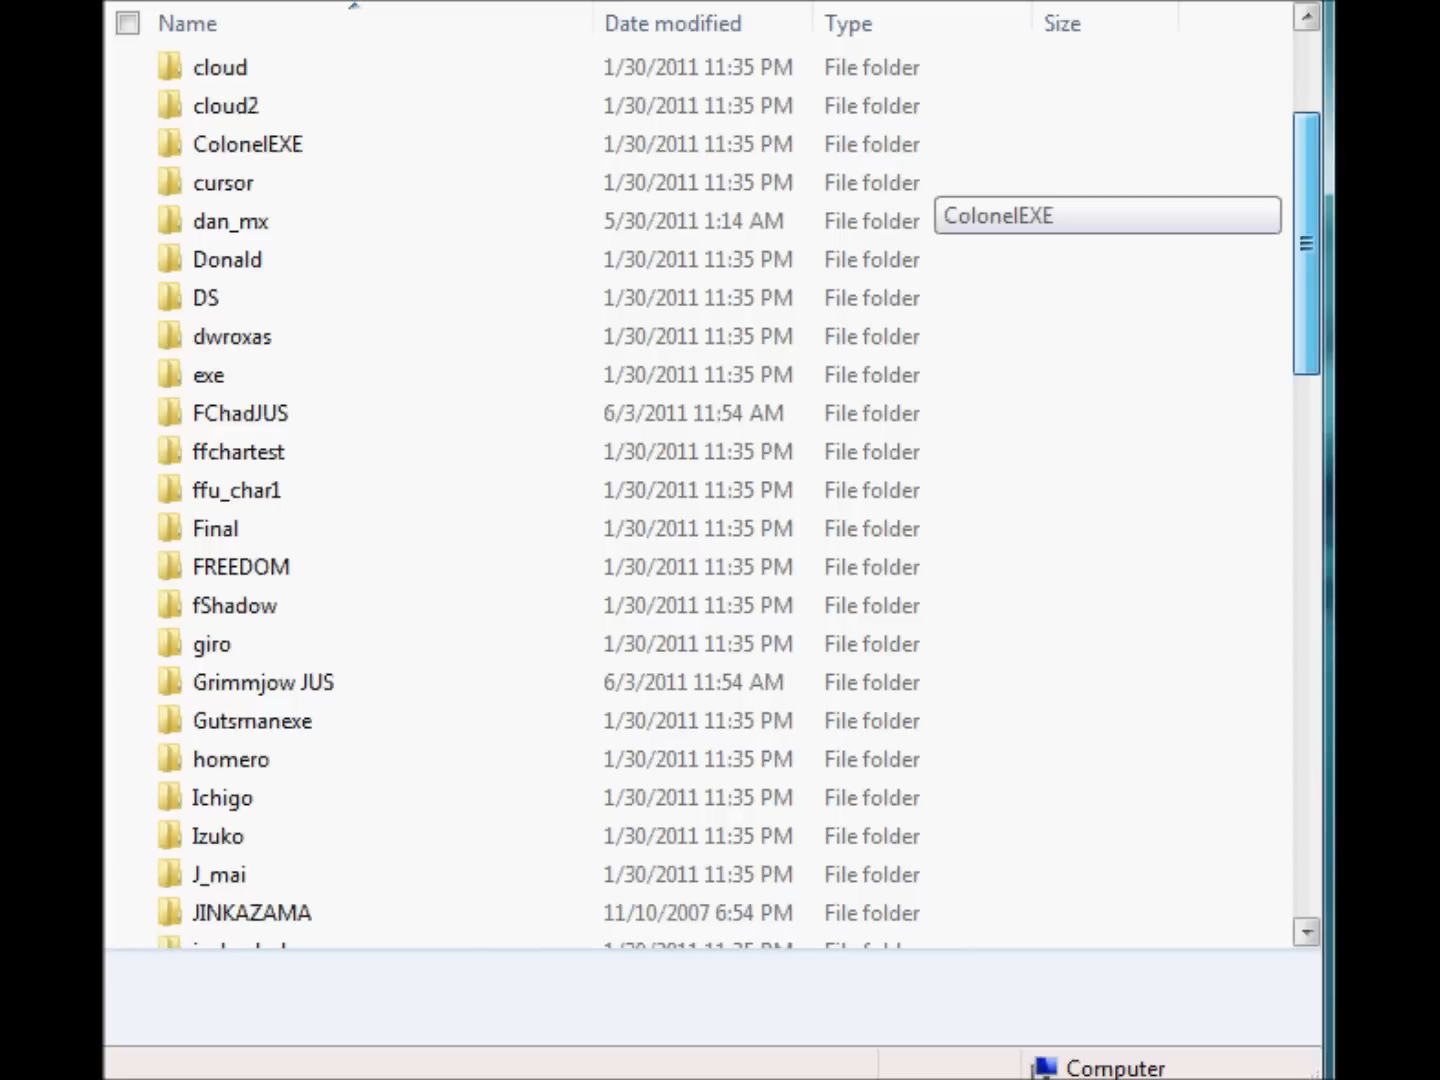 Name Date modified Type Size
cloud 1/30/2011 11:35 PM File folder
cloud2 1/30/2011 11:35 PM File folder
ColonelEXE 1/30/2011 11:35 PM File folder
cursor 1/30/2011 11:35 PM File folder
dan_mx 5/30/2011 1:14 AM File folder ColonelEXE
Donald 1/30/2011 11:35 PM File folder
DS 1/30/2011 11:35 PM File folder
dwroxas 1/30/2011 11:35 PM File folder
exe 1/30/2011 11:35 PM File folder
FChadJUS 6/3/2011 11:54 AM File folder
ffchartest 1/30/2011 11:35 PM File folder
ffu_char1 1/30/2011 11:35 PM File folder
Final 1/30/2011 11:35 PM File folder
FREEDOM 1/30/2011 11:35 PM File folder
fShadow 1/30/2011 11:35 PM File folder
giro 1/30/2011 11:35 PM File folder
Grimmjow JUS 6/3/2011 11:54 AM File folder
Gutsmanexe 1/30/2011 11:35 PM File folder
homero 1/30/2011 11:35 PM File folder
Ichigo 1/30/2011 11:35 PM File folder
Izuko 1/30/2011 11:35 PM File folder
J_mai 1/30/2011 11:35 PM File folder
JINKAZAMA 11/10/2007 6:54 PM File folder
Computer